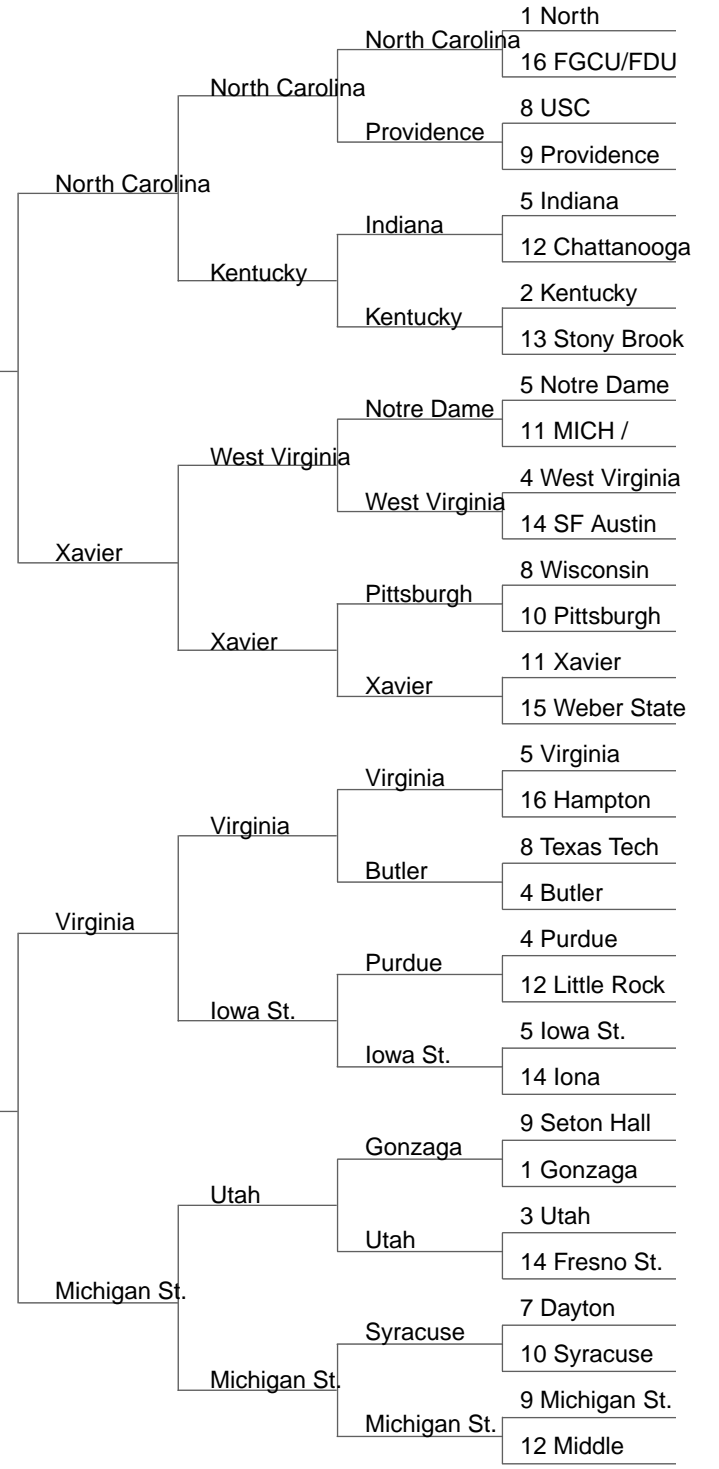 1 North
North Carolina
16 FGCU/FDU
North Carolina
8 USC
Providence
9 Providence
North Carolina
5 Indiana
Indiana
12 Chattanooga
Kentucky
2 Kentucky
Kentucky
13 Stony Brook
5 Notre Dame
Notre Dame
11 MICH /
West Virginia
4 West Virginia
West Virginia
14 SF Austin
Xavier
8 Wisconsin
Pittsburgh
10 Pittsburgh
Xavier
11 Xavier
Xavier
15 Weber State
5 Virginia
Virginia
16 Hampton
Virginia
8 Texas Tech
Butler
4 Butler
Virginia
4 Purdue
Purdue
12 Little Rock
Iowa St.
5 Iowa St.
Iowa St.
14 Iona
9 Seton Hall
Gonzaga
1 Gonzaga
Utah
3 Utah
Utah
14 Fresno St.
Michigan St.
7 Dayton
Syracuse
10 Syracuse
Michigan St.
9 Michigan St.
Michigan St.
12 Middle